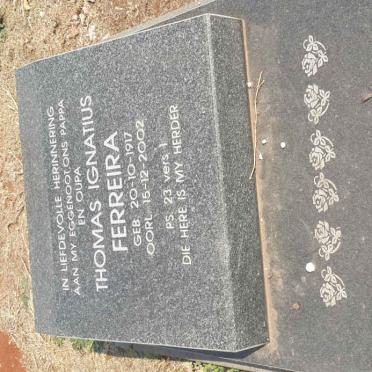 IN LIEFDEVOLLE HERINNERING
AAN MY EGGENOOT, ONS PAPPA
EN OUPA
THOMAS IGNATIUS
FERREIRA
GEB. 20-10-1917
OORL. 15-12-2002
PS. 23 vers 1
DIE HERE IS MY HERDER